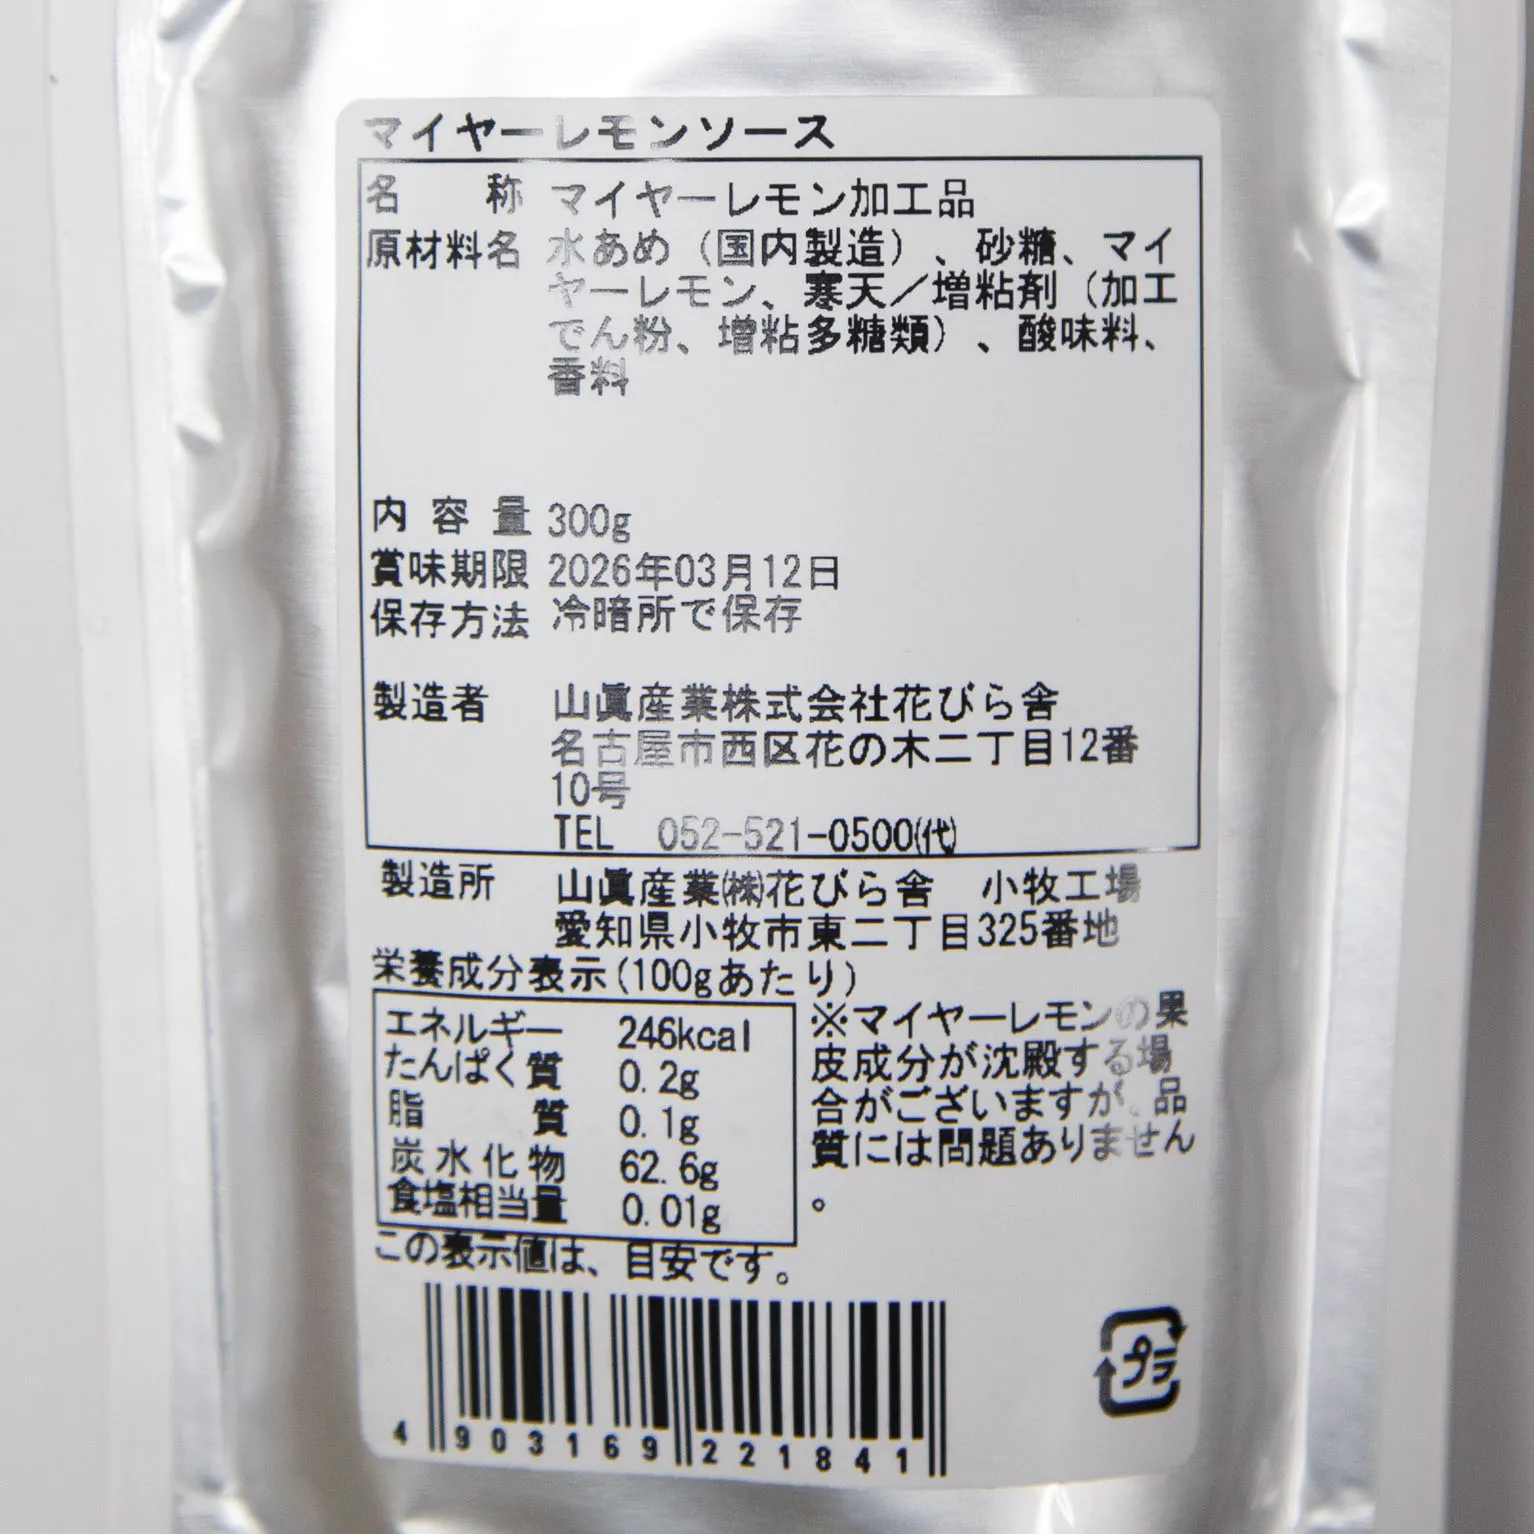 マイヤーレモンソース
名称 マイヤーレモン加工品
原材料名 水あめ（国内製造）、砂糖、マイ
ヤーレモン、寒天／増粘剤（加工
でん粉、増粘多糖類）、酸味料、
香料
内容量 300g
賞味期限 2026年03月12日
保存方法 冷暗所で保存
製造者 山眞産業株式会社花びら舎
名古屋市西区花の木二丁目12番
10号
TEL 052-521-0500㈹
製造所 山眞産業㈱花びら舎 小牧工場
愛知県小牧市東二丁目325番地
栄養成分表示(100gあたり)
エネルギー 246kcal
たんぱく質 0.2g
脂質 0.1g
炭水化物 62.6g
食塩相当量 0.01g
※マイヤーレモンの果
皮成分が沈殿する場
合がございますが、品
質には問題ありません
。
この表示値は、目安です。
4 903169 221841
プラ